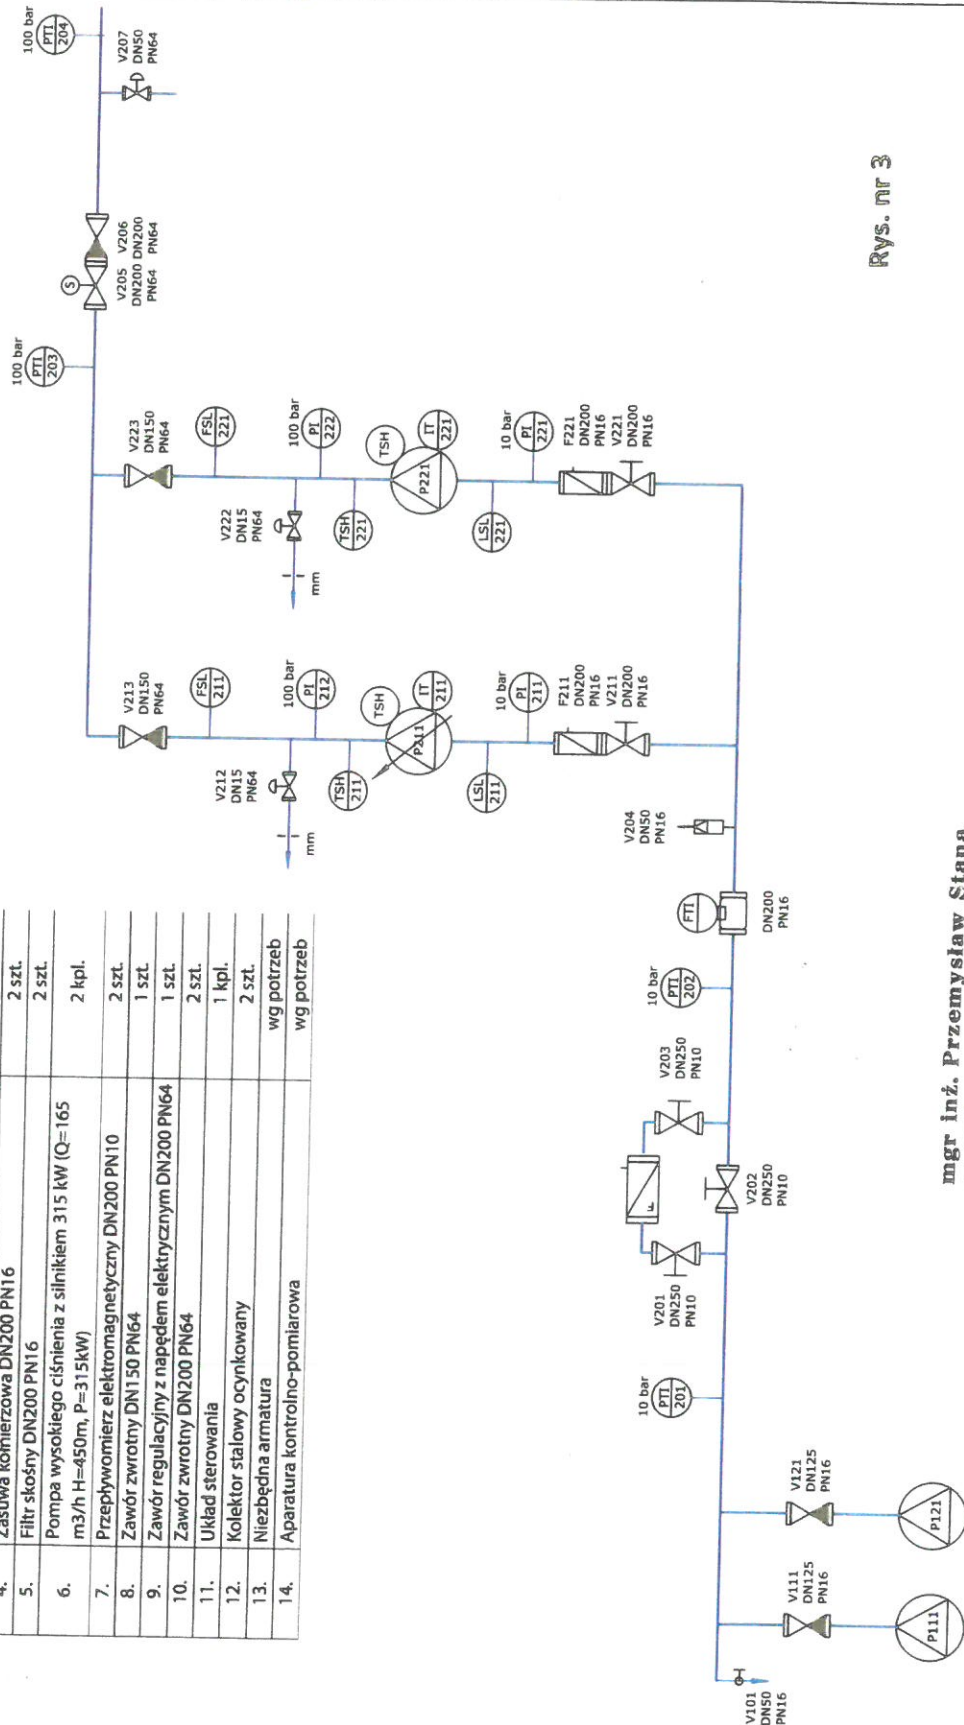 4. Zasuwa kołnierzowa DN200 PN16 2 szt.
5. Filtr skośny DN200 PN16 2 szt.
6. Pompa wysokiego ciśnienia z silnikiem 315 kW (Q=165 2 kpl.
m3/h H=450m, P=315kW)
7. Przepływomierz elektromagnetyczny DN200 PN10 2 szt.
8. Zawór zwrotny DN150 PN64 1 szt.
9. Zawór regulacyjny z napędem elektrycznym DN200 PN64 1 szt.
10. Zawór zwrotny DN200 PN64 2 szt.
11. Układ sterowania 1 kpl.
12. Kolektor stalowy ocynkowany 2 szt.
13. Niezbędna armatura wg potrzeb
14. Aparatura kontrolno-pomiarowa wg potrzeb
100 bar
PTI
204
V207
DN50
PN64
S
V205
DN200
PN64
V206
DN200
PN64
100 bar
PTI
203
V223
DN150
PN64
FSL
221
100 bar
PI
222
V222
DN15
PN64
mm
TSH
221
TSH
P221
IT
221
LSL
221
10 bar
PI
221
F221
DN200
PN16
V221
DN200
PN16
V213
DN150
PN64
FSL
211
100 bar
PI
212
V212
DN15
PN64
mm
TSH
211
TSH
P211
IT
211
LSL
211
10 bar
PI
211
F211
DN200
PN16
V211
DN200
PN16
V204
DN50
PN16
FTI
DN200
PN16
10 bar
PTI
202
V203
DN250
PN10
F
V202
DN250
PN10
V201
DN250
PN10
10 bar
PTI
201
V121
DN125
PN16
P121
V111
DN125
PN16
P111
V101
DN50
PN16
Rys. nr 3
mgr inż. Przemysław Stana